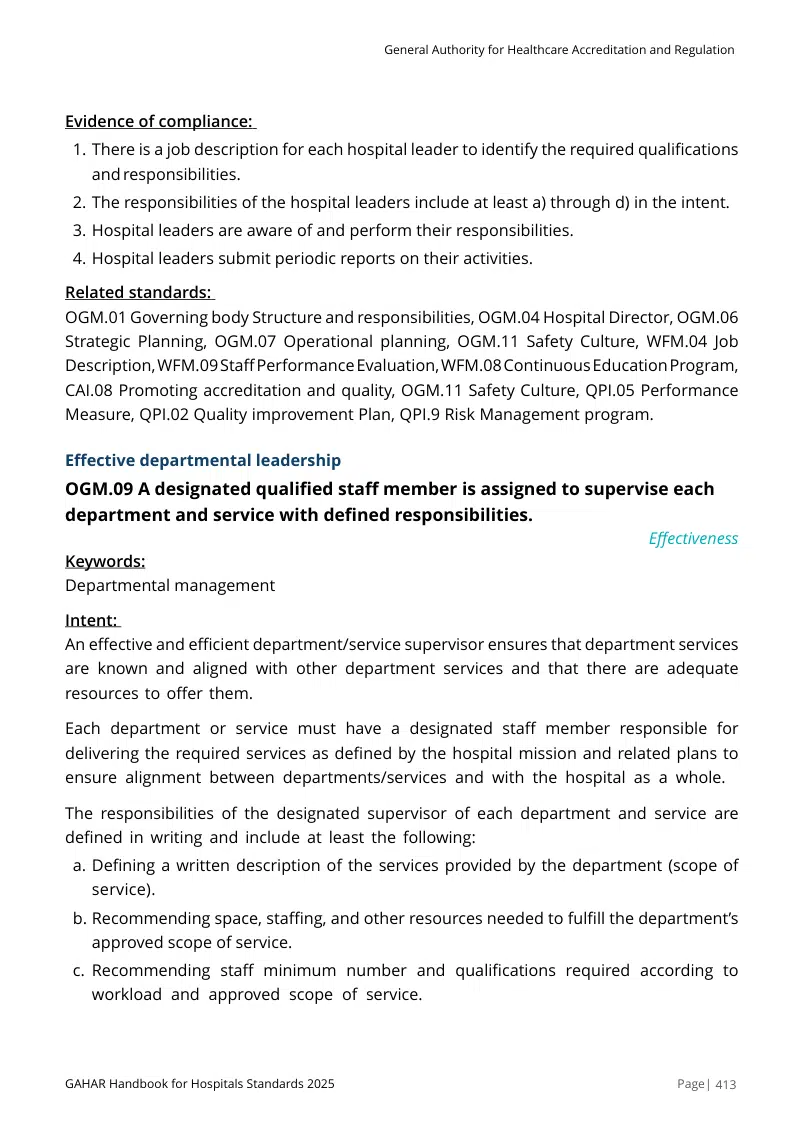 General Authority for Healthcare Accreditation and Regulation
Evidence of compliance:
1. There is a job description for each hospital leader to identify the required qualifications
and responsibilities.
2. The responsibilities of the hospital leaders include at least a) through d) in the intent.
3. Hospital leaders are aware of and perform their responsibilities.
4. Hospital leaders submit periodic reports on their activities.
Related standards:
OGM.01 Governing body Structure and responsibilities, OGM.04 Hospital Director, OGM.06
Strategic Planning, OGM.07 Operational planning, OGM.11 Safety Culture, WFM.04 Job
Description, WFM.09 Staff Performance Evaluation, WFM.08 Continuous Education Program,
CAI.08 Promoting accreditation and quality, OGM.11 Safety Culture, QPI.05 Performance
Measure, QPI.02 Quality improvement Plan, QPI.9 Risk Management program.
Effective departmental leadership
OGM.09 A designated qualified staff member is assigned to supervise each
department and service with defined responsibilities.
Effectiveness
Keywords:
Departmental management
Intent:
An effective and efficient department/service supervisor ensures that department services
are known and aligned with other department services and that there are adequate
resources to offer them.
Each department or service must have a designated staff member responsible for
delivering the required services as defined by the hospital mission and related plans to
ensure alignment between departments/services and with the hospital as a whole.
The responsibilities of the designated supervisor of each department and service are
defined in writing and include at least the following:
a. Defining a written description of the services provided by the department (scope of
service).
b. Recommending space, staffing, and other resources needed to fulfill the department’s
approved scope of service.
c. Recommending staff minimum number and qualifications required according to
workload and approved scope of service.
GAHAR Handbook for Hospitals Standards 2025
Page| 413